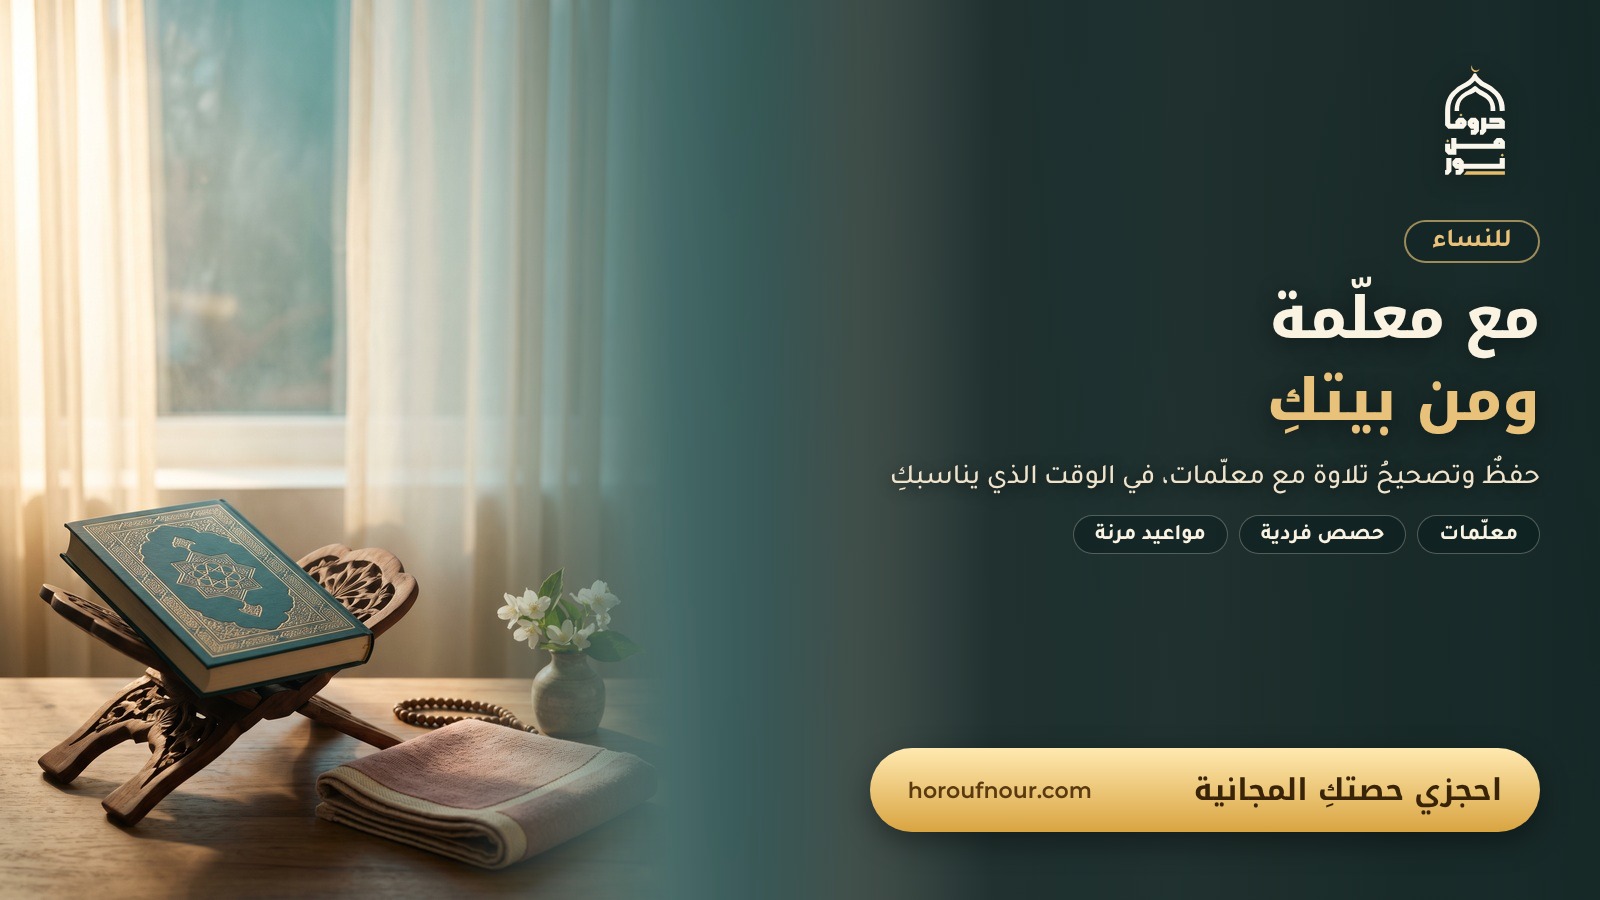 حروفا
من
نور
للنساء
مع معلّمة
ومن بيتكِ
حفظٌ وتصحيحُ تلاوة مع معلّمات، في الوقت الذي يناسبكِ
معلّمات
حصص فردية
مواعيد مرنة
احجزي حصتكِ المجانية
horoufnour.com